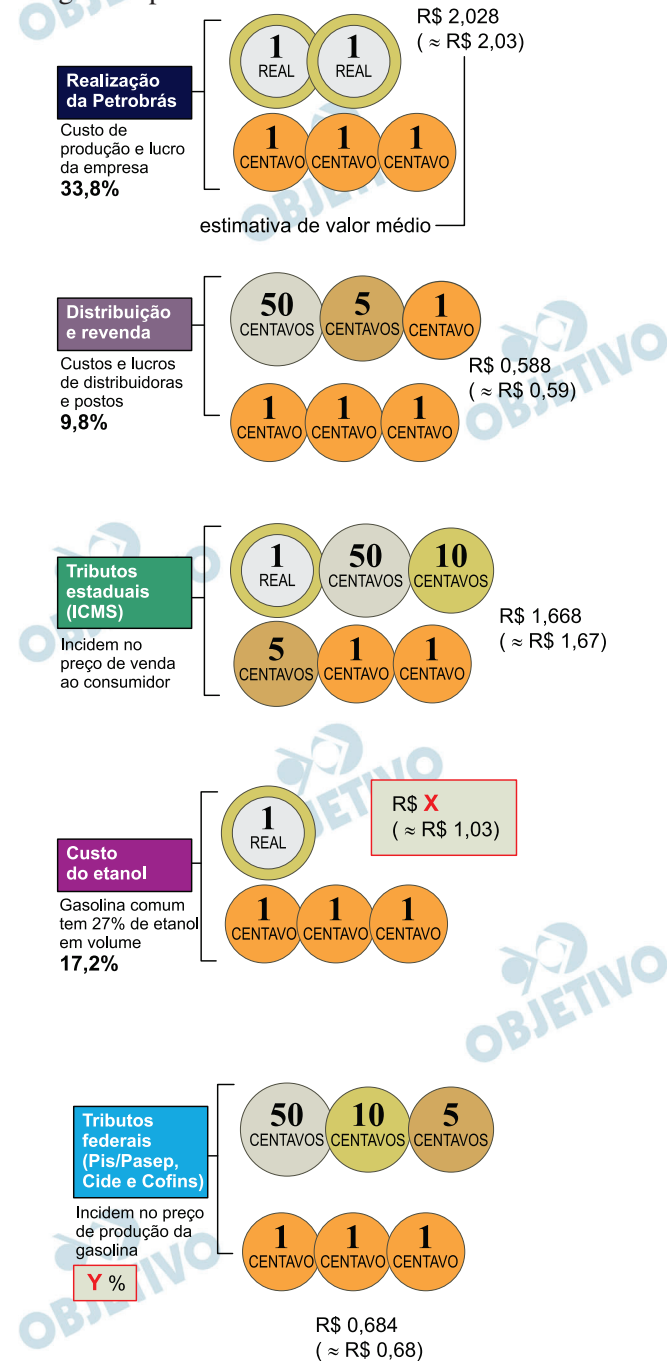 R$ 2,028
( ≈ R$ 2,03)
1
REAL
1
REAL
Realização
da Petrobrás
Custo de
produção e lucro
da empresa
33,8%
1
CENTAVO
1
CENTAVO
1
CENTAVO
estimativa de valor médio
Distribuição
e revenda
Custos e lucros
de distribuidoras
e postos
9,8%
50
CENTAVOS
5
CENTAVOS
1
CENTAVO
R$ 0,588
( ≈ R$ 0,59)
1
CENTAVO
1
CENTAVO
1
CENTAVO
Tributos
estaduais
(ICMS)
Incidem no
preço de venda
ao consumidor
1
REAL
50
CENTAVOS
10
CENTAVOS
R$ 1,668
( ≈ R$ 1,67)
5
CENTAVOS
1
CENTAVO
1
CENTAVO
Custo
do etanol
Gasolina comum
tem 27% de etanol
em volume
17,2%
1
REAL
R$ X
( ≈ R$ 1,03)
1
CENTAVO
1
CENTAVO
1
CENTAVO
Tributos
federais
(Pis/Pasep,
Cide e Cofins)
Incidem no preço
de produção da
gasolina
Y %
50
CENTAVOS
10
CENTAVOS
5
CENTAVOS
1
CENTAVO
1
CENTAVO
1
CENTAVO
R$ 0,684
( ≈ R$ 0,68)
OBJETIVO
OBJETIVO
OBJETIVO